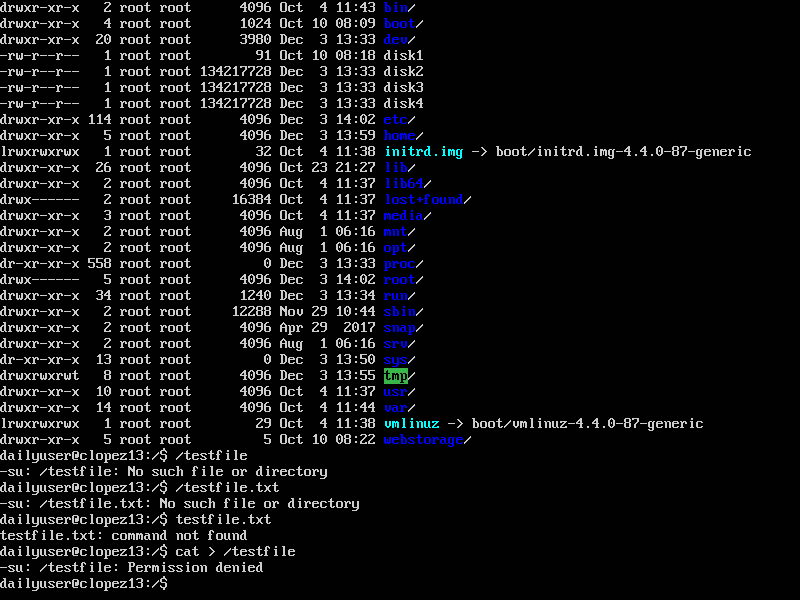 drwxr-xr-x   2 root root      4096 Oct  4 11:43 bin/
drwxr-xr-x   4 root root      1024 Oct 10 08:09 boot/
drwxr-xr-x  20 root root      3980 Dec  3 13:33 dev/
-rw-r--r--   1 root root        91 Oct 10 08:18 disk1
-rw-r--r--   1 root root 134217728 Dec  3 13:33 disk2
-rw-r--r--   1 root root 134217728 Dec  3 13:33 disk3
-rw-r--r--   1 root root 134217728 Dec  3 13:33 disk4
drwxr-xr-x 114 root root      4096 Dec  3 14:02 etc/
drwxr-xr-x   5 root root      4096 Dec  3 13:59 home/
lrwxrwxrwx   1 root root        32 Oct  4 11:38 initrd.img -> boot/initrd.img-4.4.0-87-generic
drwxr-xr-x  26 root root      4096 Oct 23 21:27 lib/
drwxr-xr-x   2 root root      4096 Oct  4 11:37 lib64/
drwx------   2 root root     16384 Oct  4 11:37 lost+found/
drwxr-xr-x   3 root root      4096 Oct  4 11:37 media/
drwxr-xr-x   2 root root      4096 Aug  1 06:16 mnt/
drwxr-xr-x   2 root root      4096 Aug  1 06:16 opt/
dr-xr-xr-x 558 root root         0 Dec  3 13:33 proc/
drwx------   5 root root      4096 Dec  3 14:02 root/
drwxr-xr-x  34 root root      1240 Dec  3 13:34 run/
drwxr-xr-x   2 root root     12288 Nov 29 10:44 sbin/
drwxr-xr-x   2 root root      4096 Apr 29  2017 snap/
drwxr-xr-x   2 root root      4096 Aug  1 06:16 srv/
dr-xr-xr-x  13 root root         0 Dec  3 13:50 sys/
drwxrwxrwt   8 root root      4096 Dec  3 13:55 tmp/
drwxr-xr-x  10 root root      4096 Oct  4 11:37 usr/
drwxr-xr-x  14 root root      4096 Oct  4 11:44 var/
lrwxrwxrwx   1 root root        29 Oct  4 11:38 vmlinuz -> boot/vmlinuz-4.4.0-87-generic
drwxr-xr-x   5 root root         5 Oct 10 08:22 webstorage/
dailyuser@clopez13:/$ /testfile
-su: /testfile: No such file or directory
dailyuser@clopez13:/$ /testfile.txt
-su: /testfile.txt: No such file or directory
dailyuser@clopez13:/$ testfile.txt
testfile.txt: command not found
dailyuser@clopez13:/$ cat > /testfile
-su: /testfile: Permission denied
dailyuser@clopez13:/$